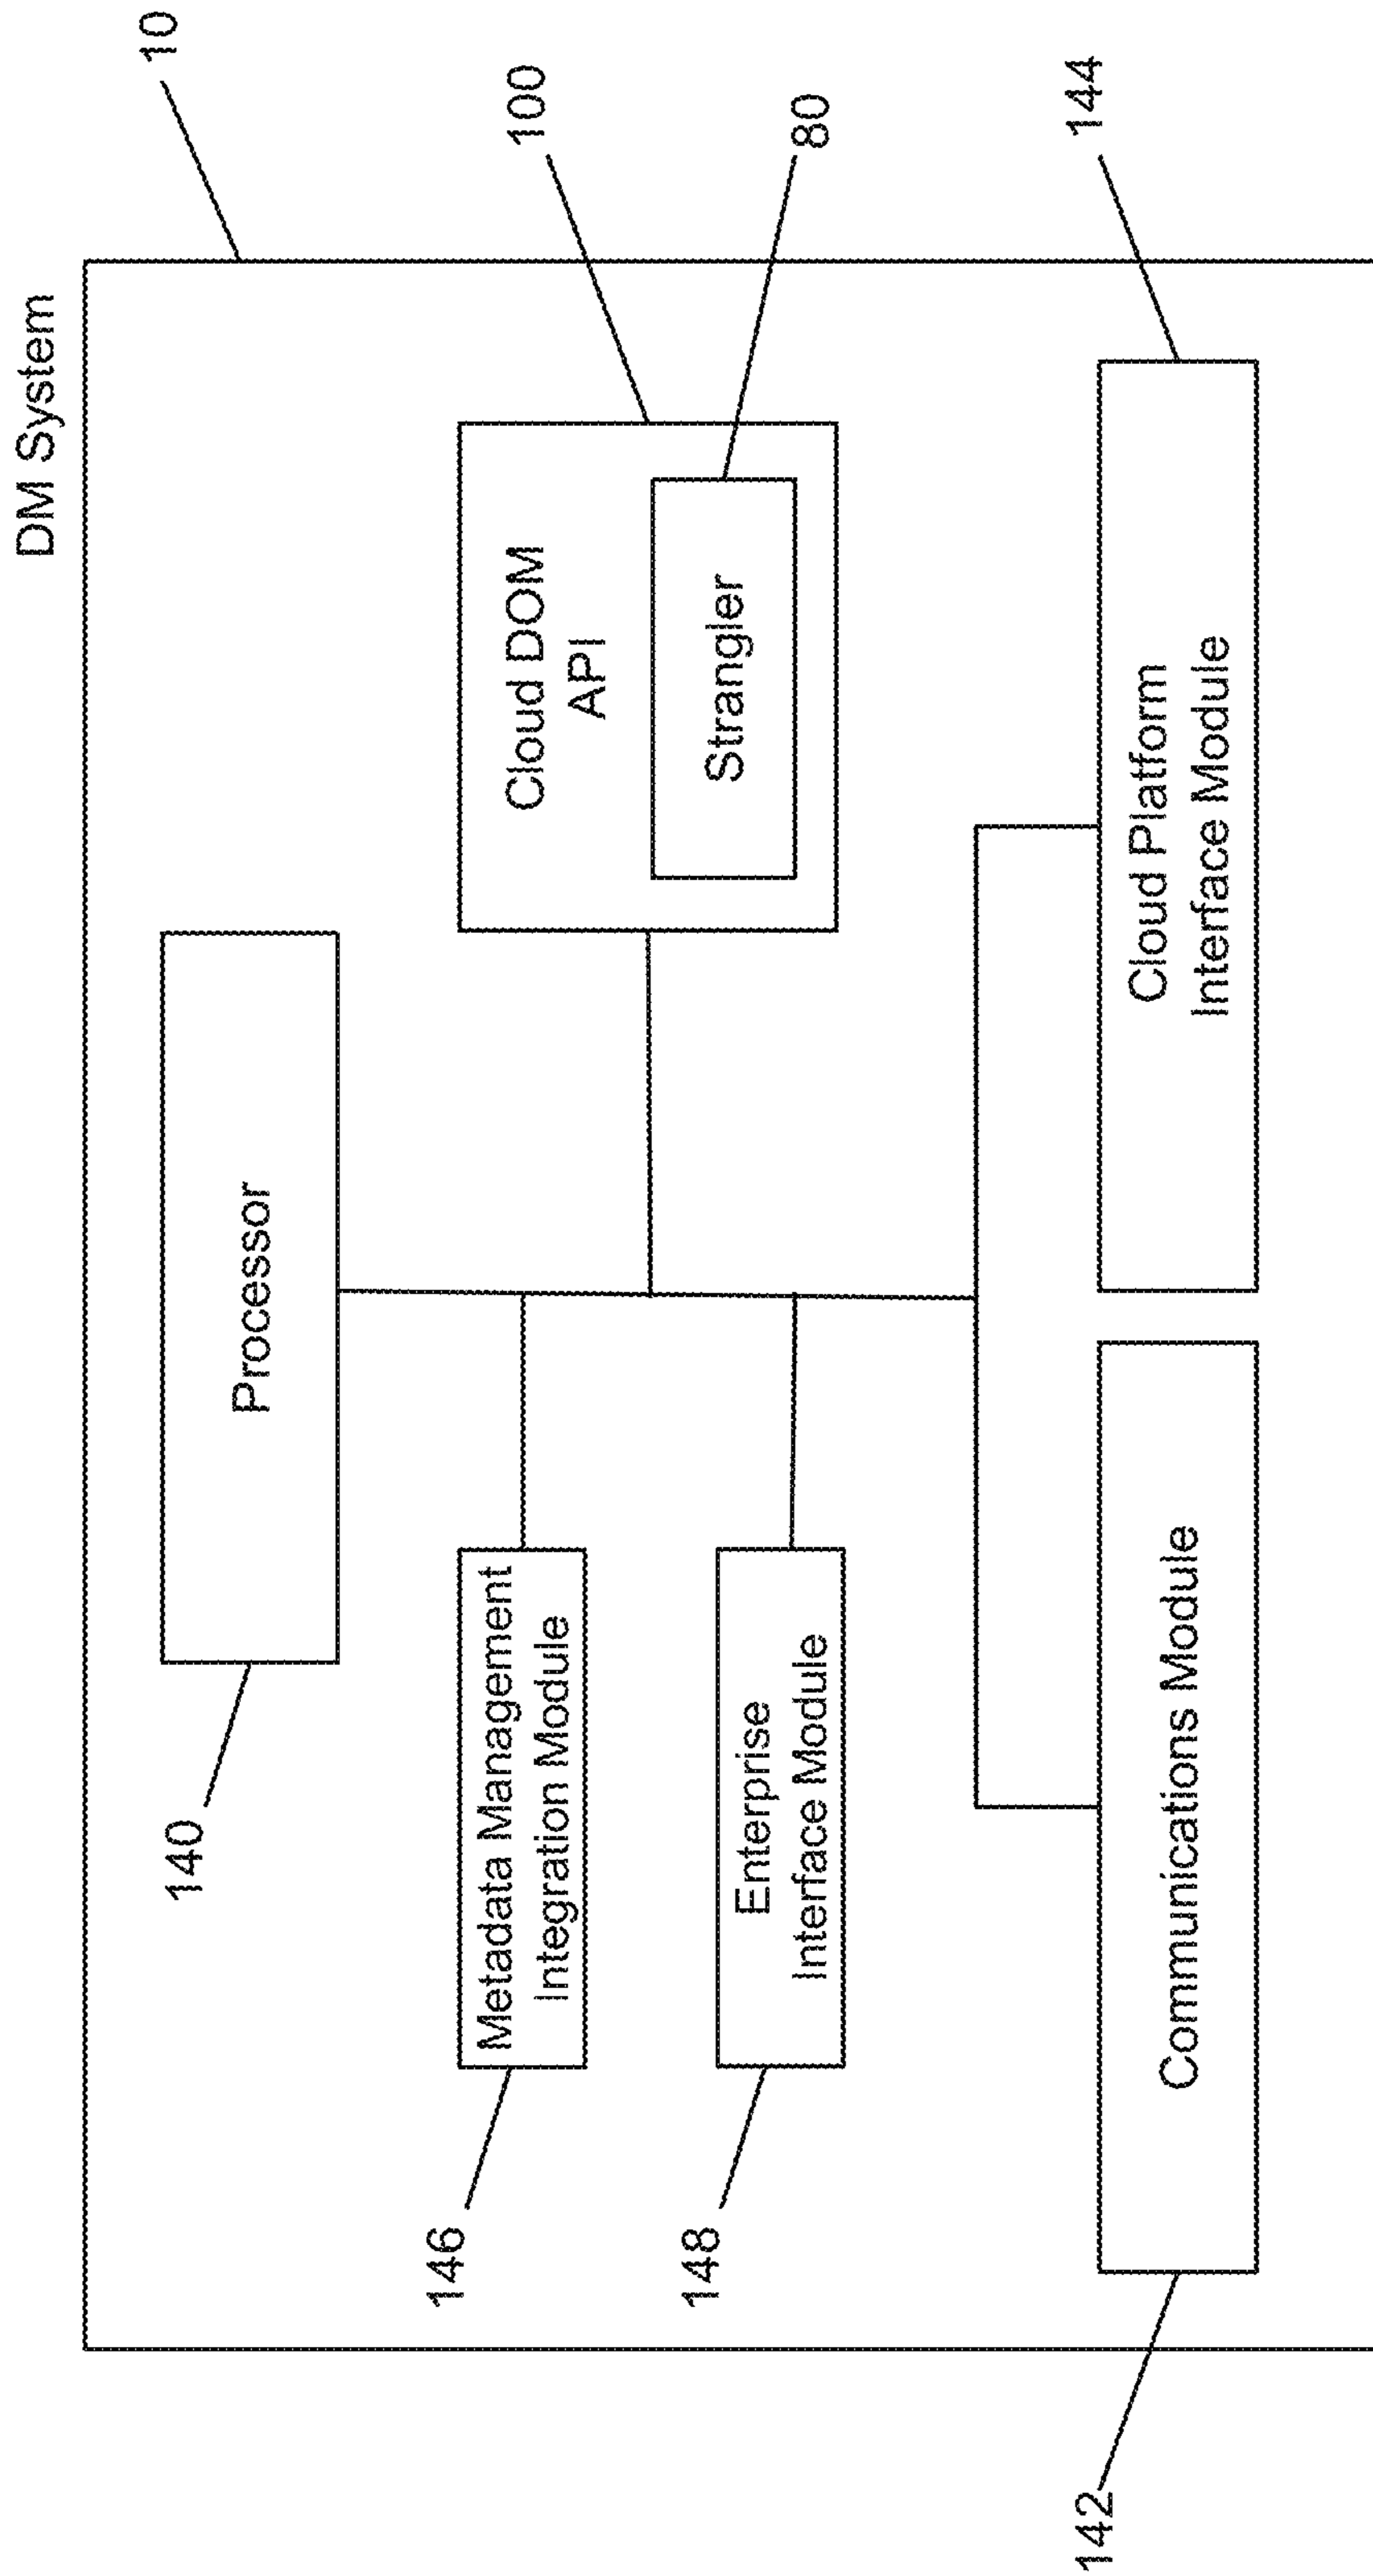 DM System
10
Processor
140
Cloud DOM
API
100
Strangler
80
Metadata Management
Integration Module
146
Enterprise
Interface Module
148
Communications Module
142
Cloud Platform
Interface Module
144